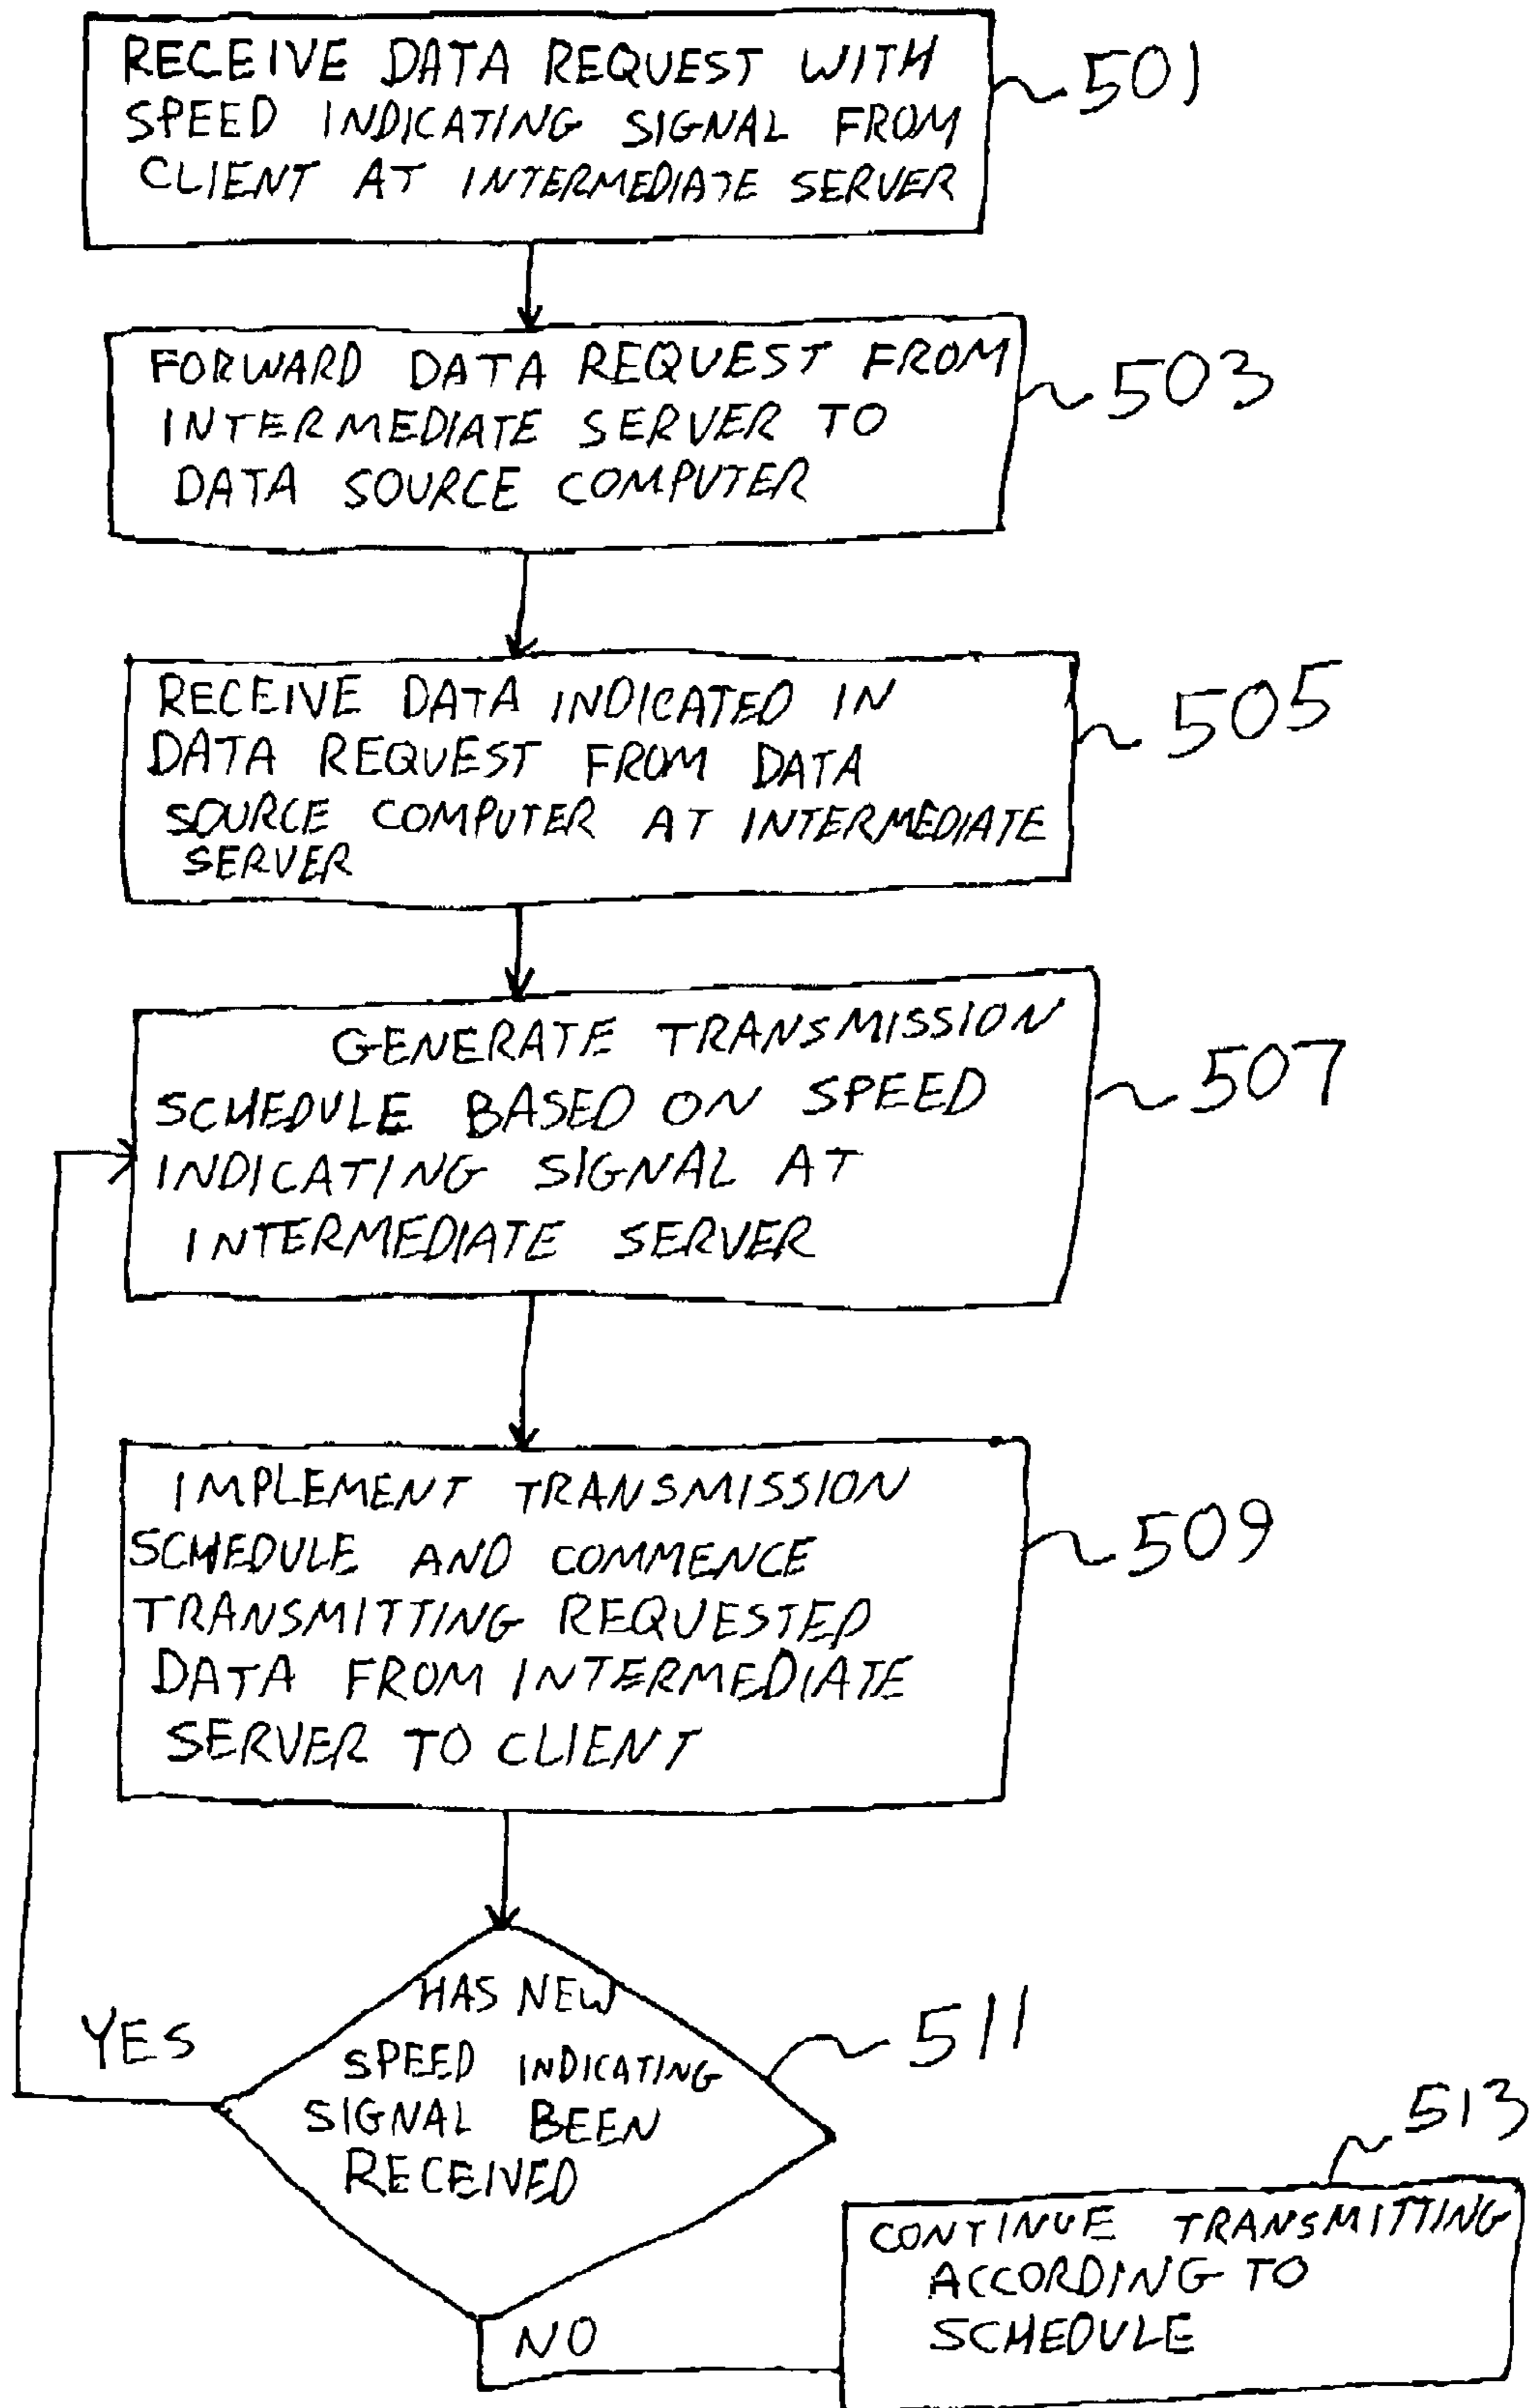 RECEIVE DATA REQUEST WITH
SPEED INDICATING SIGNAL FROM
CLIENT AT INTERMEDIATE SERVER
501
FORWARD DATA REQUEST FROM
INTERMEDIATE SERVER TO
DATA SOURCE COMPUTER
503
RECEIVE DATA INDICATED IN
DATA REQUEST FROM DATA
SOURCE COMPUTER AT INTERMEDIATE
SERVER
505
GENERATE TRANSMISSION
SCHEDULE BASED ON SPEED
INDICATING SIGNAL AT
INTERMEDIATE SERVER
507
IMPLEMENT TRANSMISSION
SCHEDULE AND COMMENCE
TRANSMITTING REQUESTED
DATA FROM INTERMEDIATE
SERVER TO CLIENT
509
HAS NEW
SPEED INDICATING
SIGNAL BEEN
RECEIVED
511
YES
NO
513
CONTINUE TRANSMITTING
ACCORDING TO
SCHEDULE